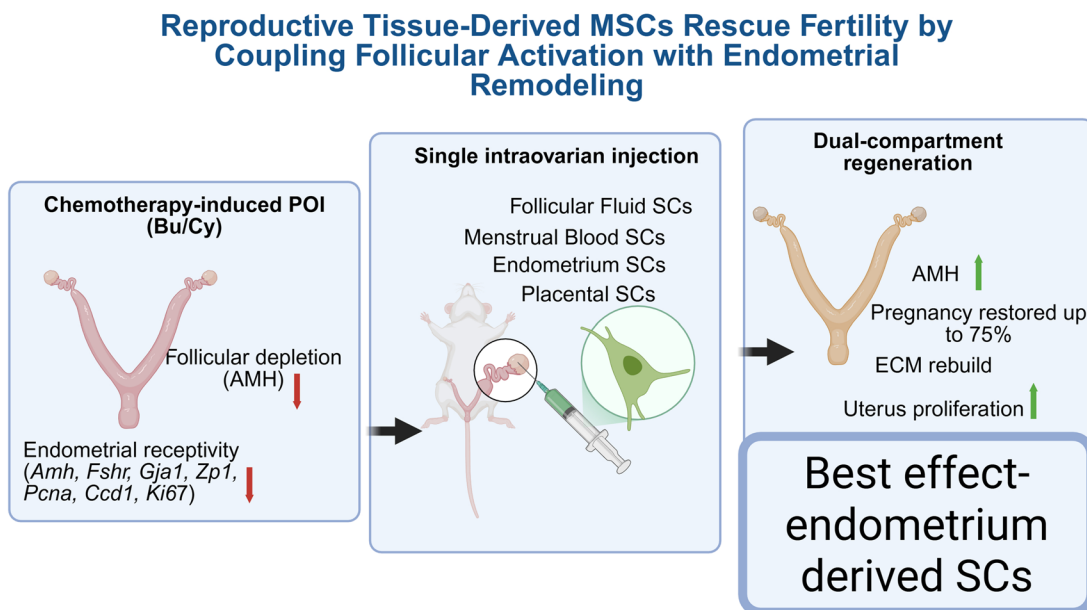 Reproductive Tissue-Derived MSCs Rescue Fertility by
Coupling Follicular Activation with Endometrial
Remodeling
Chemotherapy-induced POI
(Bu/Cy)
Follicular depletion
(AMH)
Endometrial receptivity
(Amh, Fshr, Gja1, Zp1,
Pcna, Ccd1, Ki67)
Single intraovarian injection
Follicular Fluid SCs
Menstrual Blood SCs
Endometrium SCs
Placental SCs
Dual-compartment
regeneration
AMH
Pregnancy restored up
to 75%
ECM rebuild
Uterus proliferation
Best effect-
endometrium
derived SCs